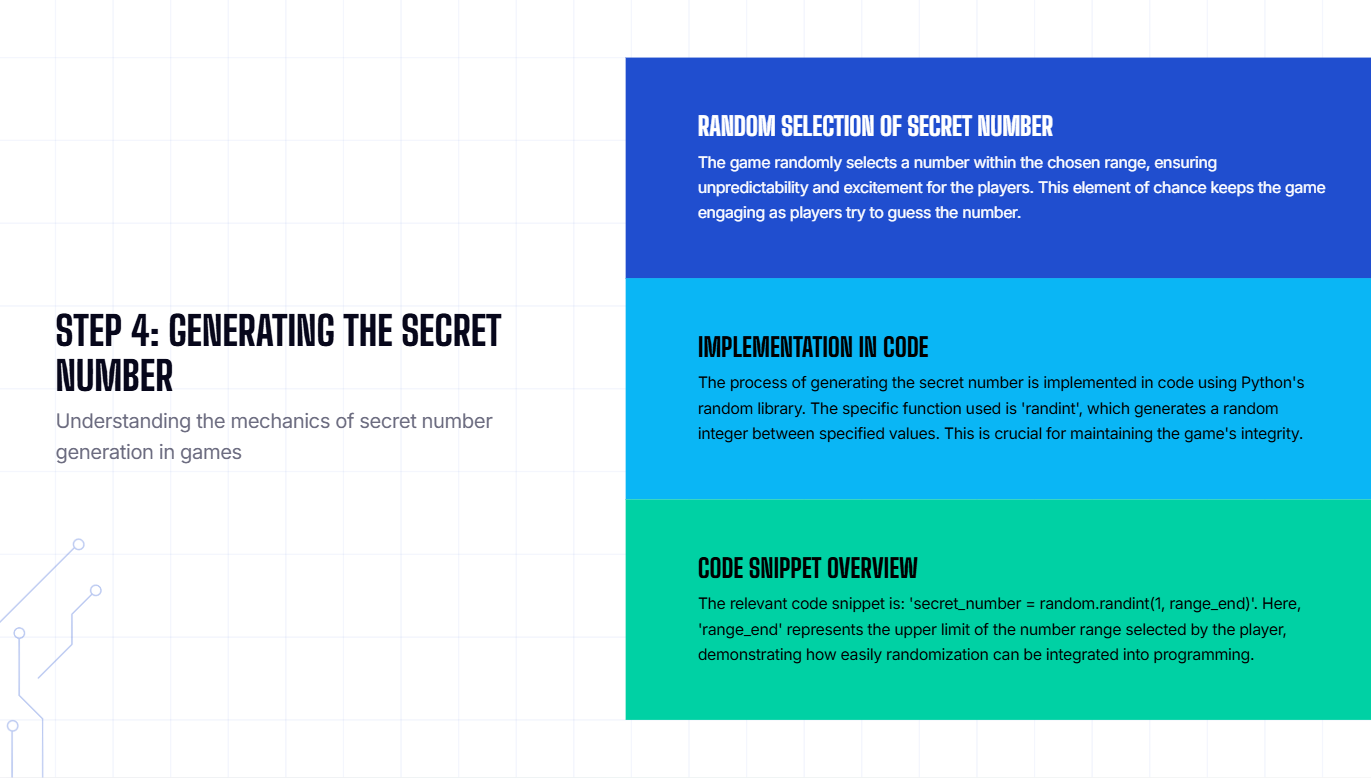 STEP 4: GENERATING THE SECRET
NUMBER
Understanding the mechanics of secret number
generation in games
RANDOM SELECTION OF SECRET NUMBER
The game randomly selects a number within the chosen range, ensuring
unpredictability and excitement for the players. This element of chance keeps the game
engaging as players try to guess the number.
IMPLEMENTATION IN CODE
The process of generating the secret number is implemented in code using Python's
random library. The specific function used is 'randint', which generates a random
integer between specified values. This is crucial for maintaining the game's integrity.
CODE SNIPPET OVERVIEW
The relevant code snippet is: 'secret_number = random.randint(1, range_end)'. Here,
'range_end' represents the upper limit of the number range selected by the player,
demonstrating how easily randomization can be integrated into programming.